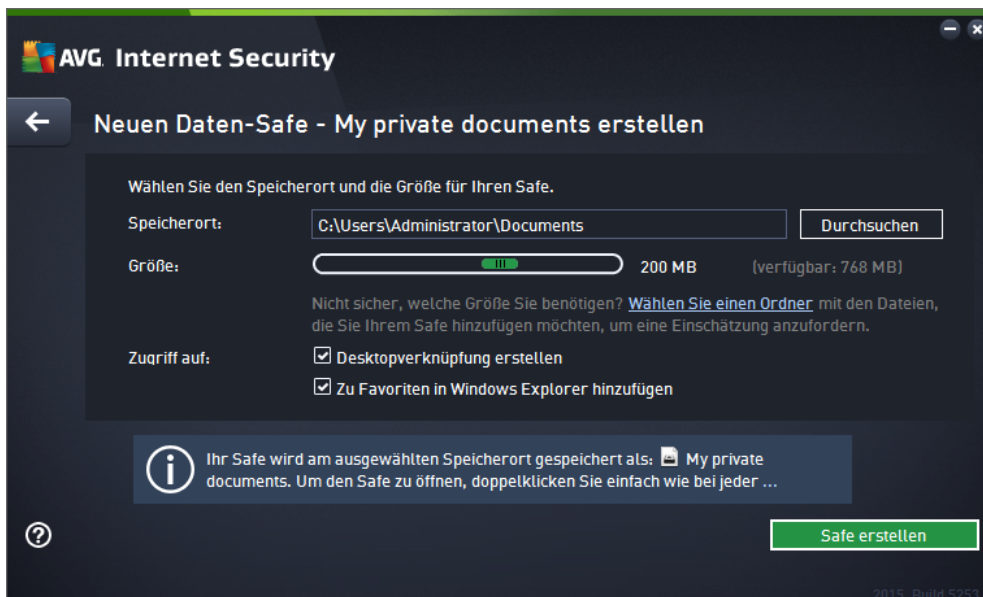 AVG Internet Security
Neuen Daten-Safe - My private documents erstellen
Wählen Sie den Speicherort und die Größe für Ihren Safe.
Speicherort: C:\Users\Administrator\Documents Durchsuchen
Größe: 200 MB (verfügbar: 768 MB)
Nicht sicher, welche Größe Sie benötigen? Wählen Sie einen Ordner mit den Dateien,
die Sie Ihrem Safe hinzufügen möchten, um eine Einschätzung anzufordern.
Zugriff auf: Desktopverknüpfung erstellen
Zu Favoriten in Windows Explorer hinzufügen
Ihr Safe wird am ausgewählten Speicherort gespeichert als: My private
documents. Um den Safe zu öffnen, doppelklicken Sie einfach wie bei jeder ...
Safe erstellen
2015. Build 5253